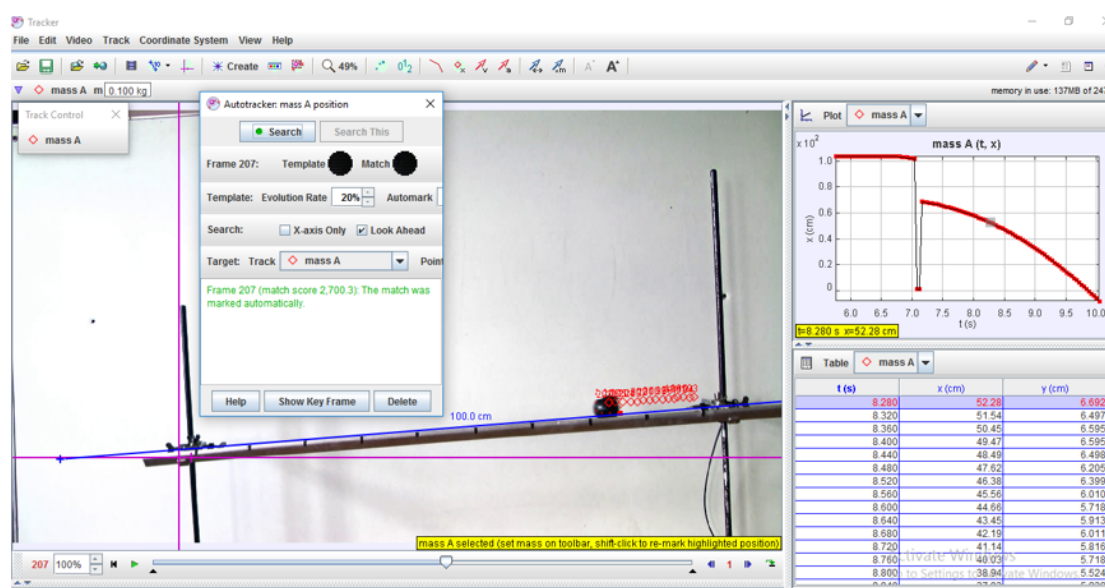 Tracker
File Edit Video Track Coordinate System View Help
Create 49%
mass A m 0.100 kg
memory in use: 137MB of 247
Track Control
mass A
Autotracker: mass A position
Search Search This
Frame 207: Template Match
Template: Evolution Rate 20% Automark
Search: X-axis Only Look Ahead
Target: Track mass A Poin
Frame 207 (match score 2,700.3): The match was
marked automatically.
Help Show Key Frame Delete
100.0 cm
mass A selected (set mass on toolbar, shift-click to re-mark highlighted position)
207 100% 1
Plot mass A
x 10²
mass A (t, x)
1.0
0.8
0.6
0.4
0.2
0
x (cm)
6.0 6.5 7.0 7.5 8.0 8.5 9.0 9.5 10.0
t (s)
t=8.280 s x=52.28 cm
Table mass A
t (s) x (cm) y (cm)
8.280 52.28 6.692
8.320 51.54 6.497
8.360 50.45 6.595
8.400 49.47 6.595
8.440 48.49 6.498
8.480 47.62 6.205
8.520 46.38 6.399
8.560 45.56 6.010
8.600 44.66 5.718
8.640 43.45 5.913
8.680 42.19 6.011
8.720 41.14 5.816
8.760 40.03 5.718
8.800 38.94 5.524